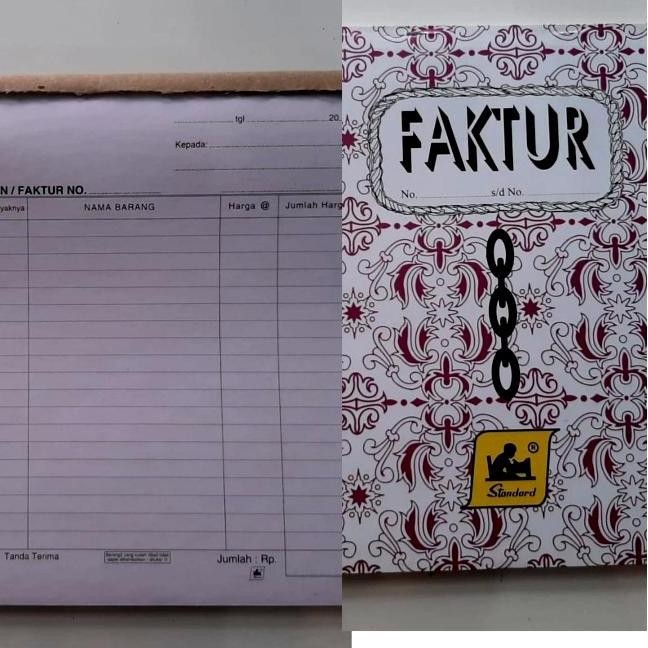 tgl 20
Kepada:
N / FAKTUR NO.
yaknya NAMA BARANG Harga @ Jumlah Harg
Tanda Terima
Jumlah : Rp.
FAKTUR
No. s/d No.
Standard